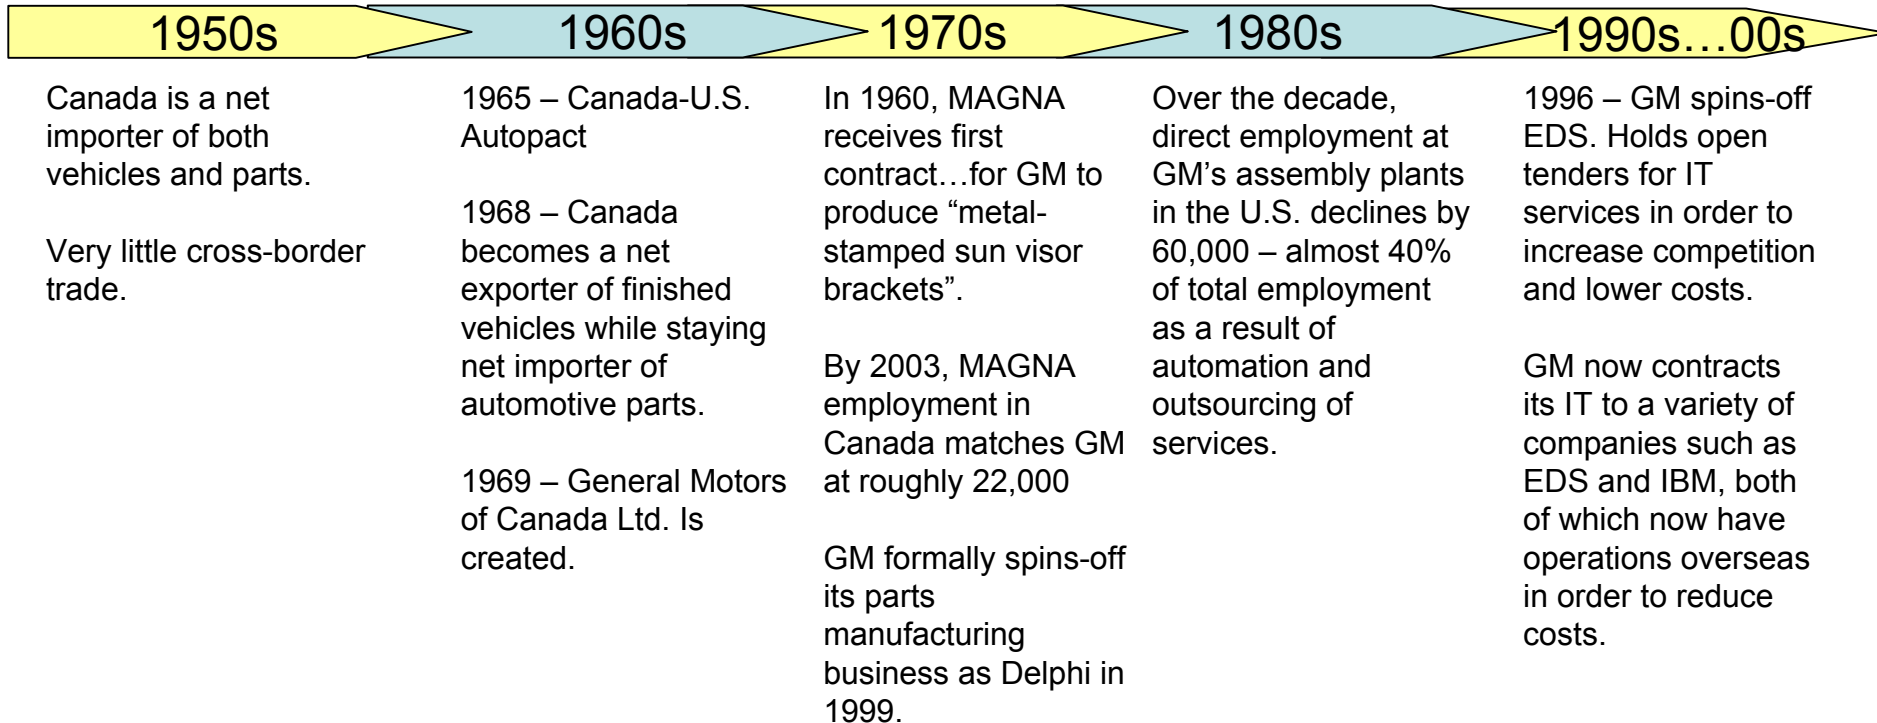 1950s
1960s
1970s
1980s
1990s…00s
Canada is a net
importer of both
vehicles and parts.
Very little cross-border
trade.
1965 – Canada-U.S.
Autopact
1968 – Canada
becomes a net
exporter of finished
vehicles while staying
net importer of
automotive parts.
1969 – General Motors
of Canada Ltd. Is
created.
In 1960, MAGNA
receives first
contract…for GM to
produce “metal-
stamped sun visor
brackets”.
By 2003, MAGNA
employment in
Canada matches GM
at roughly 22,000
GM formally spins-off
its parts
manufacturing
business as Delphi in
1999.
Over the decade,
direct employment at
GM’s assembly plants
in the U.S. declines by
60,000 – almost 40%
of total employment
as a result of
automation and
outsourcing of
services.
1996 – GM spins-off
EDS. Holds open
tenders for IT
services in order to
increase competition
and lower costs.
GM now contracts
its IT to a variety of
companies such as
EDS and IBM, both
of which now have
operations overseas
in order to reduce
costs.